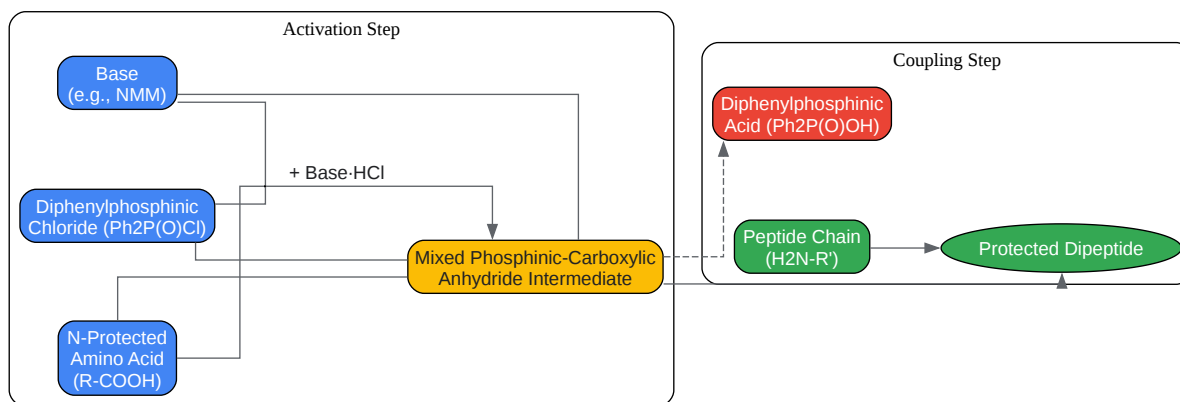 Activation Step
Base
(e.g., NMM)
+ Base·HCl
Diphenylphosphinic
Chloride (Ph2P(O)Cl)
Mixed Phosphinic-Carboxylic
Anhydride Intermediate
N-Protected
Amino Acid
(R-COOH)
Coupling Step
Diphenylphosphinic
Acid (Ph2P(O)OH)
Peptide Chain
(H2N-R')
Protected Dipeptide